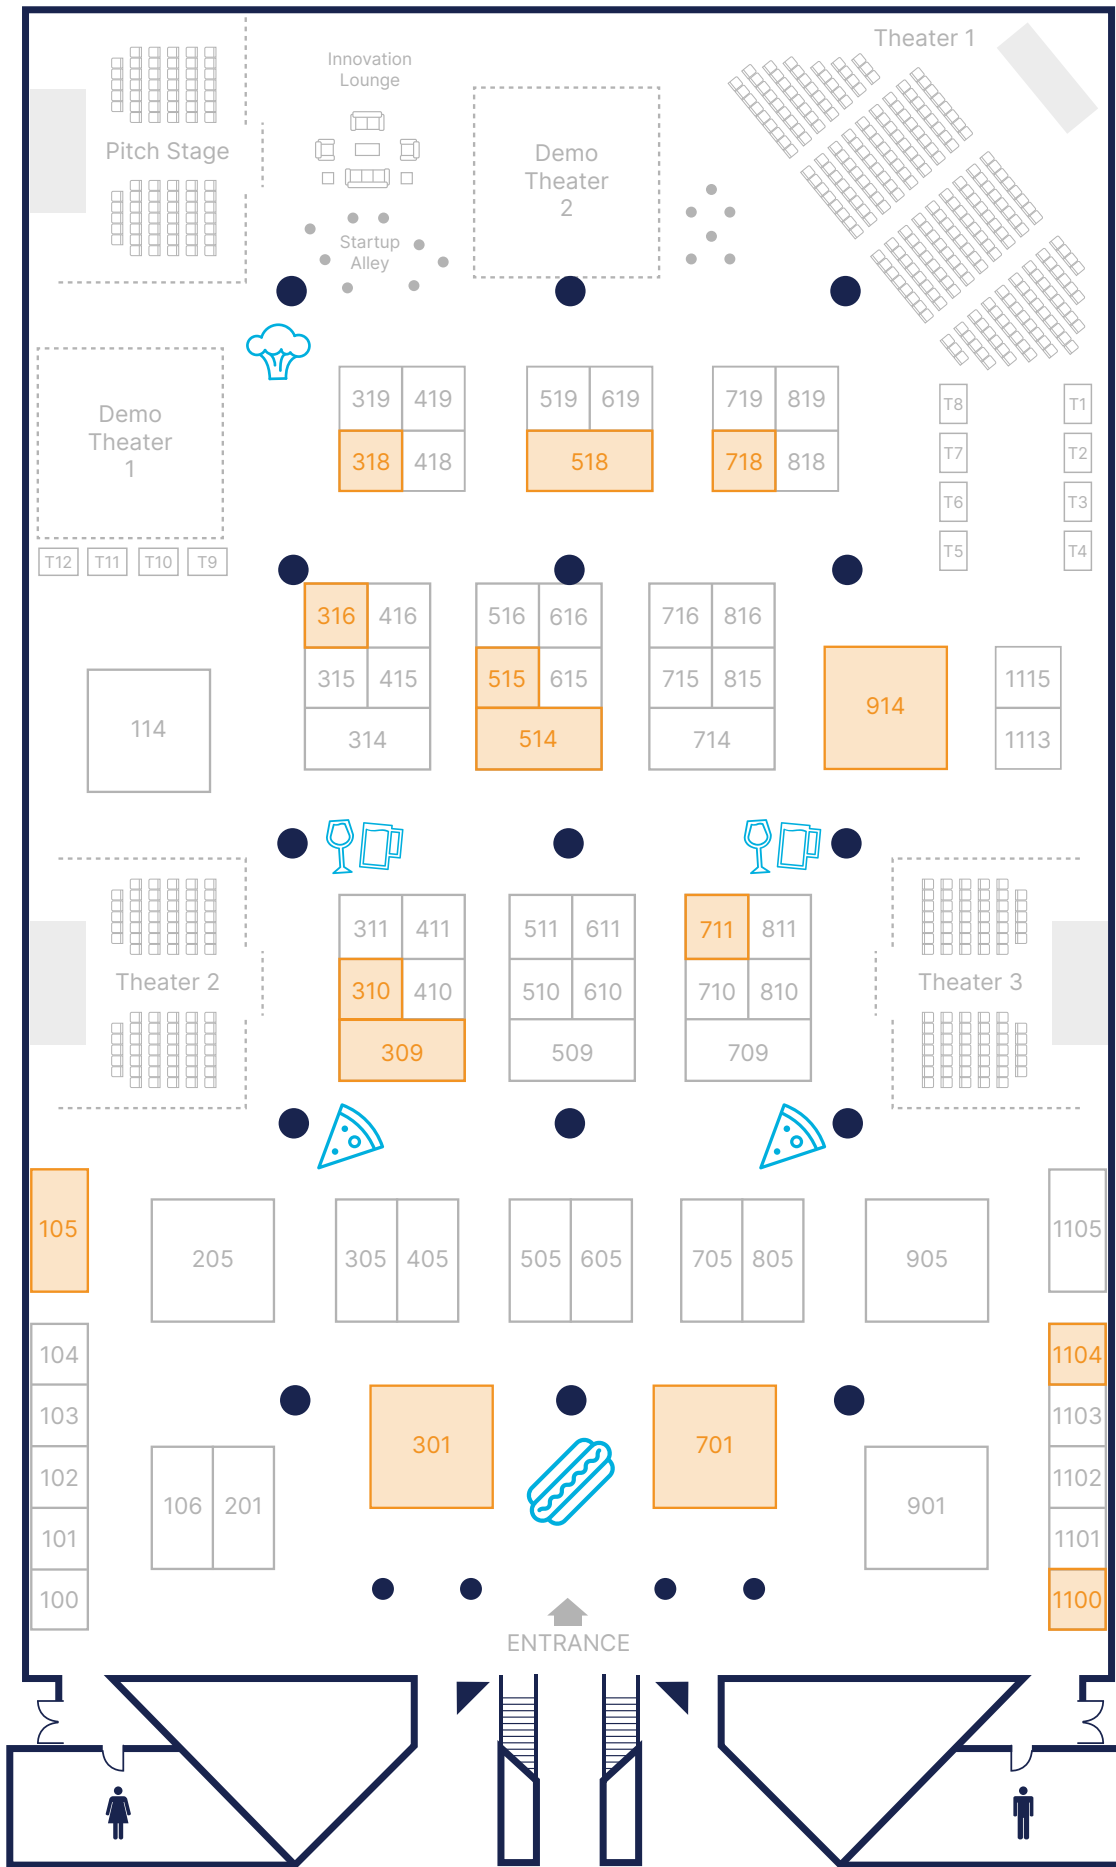 Theater 1
Innovation
Lounge
Pitch Stage
Demo
Theater
2
Startup
Alley
319 419 519 619 719 819
318 418 518 718 818
T8 T1
T7 T2
T6 T3
T5 T4
Demo
Theater
1
T12 T11 T10 T9
316 416 516 616 716 816
315 415 515 615 715 815
314 514 714
114
914
1115
1113
311 411 511 611 711 811
310 410 510 610 710 810
309 509 709
Theater 2
Theater 3
105 205 305 405 505 605 705 805 905 1105
104 1104
103 1103
102 1102
101 1101
100 1100
301 701
106 201 901
ENTRANCE